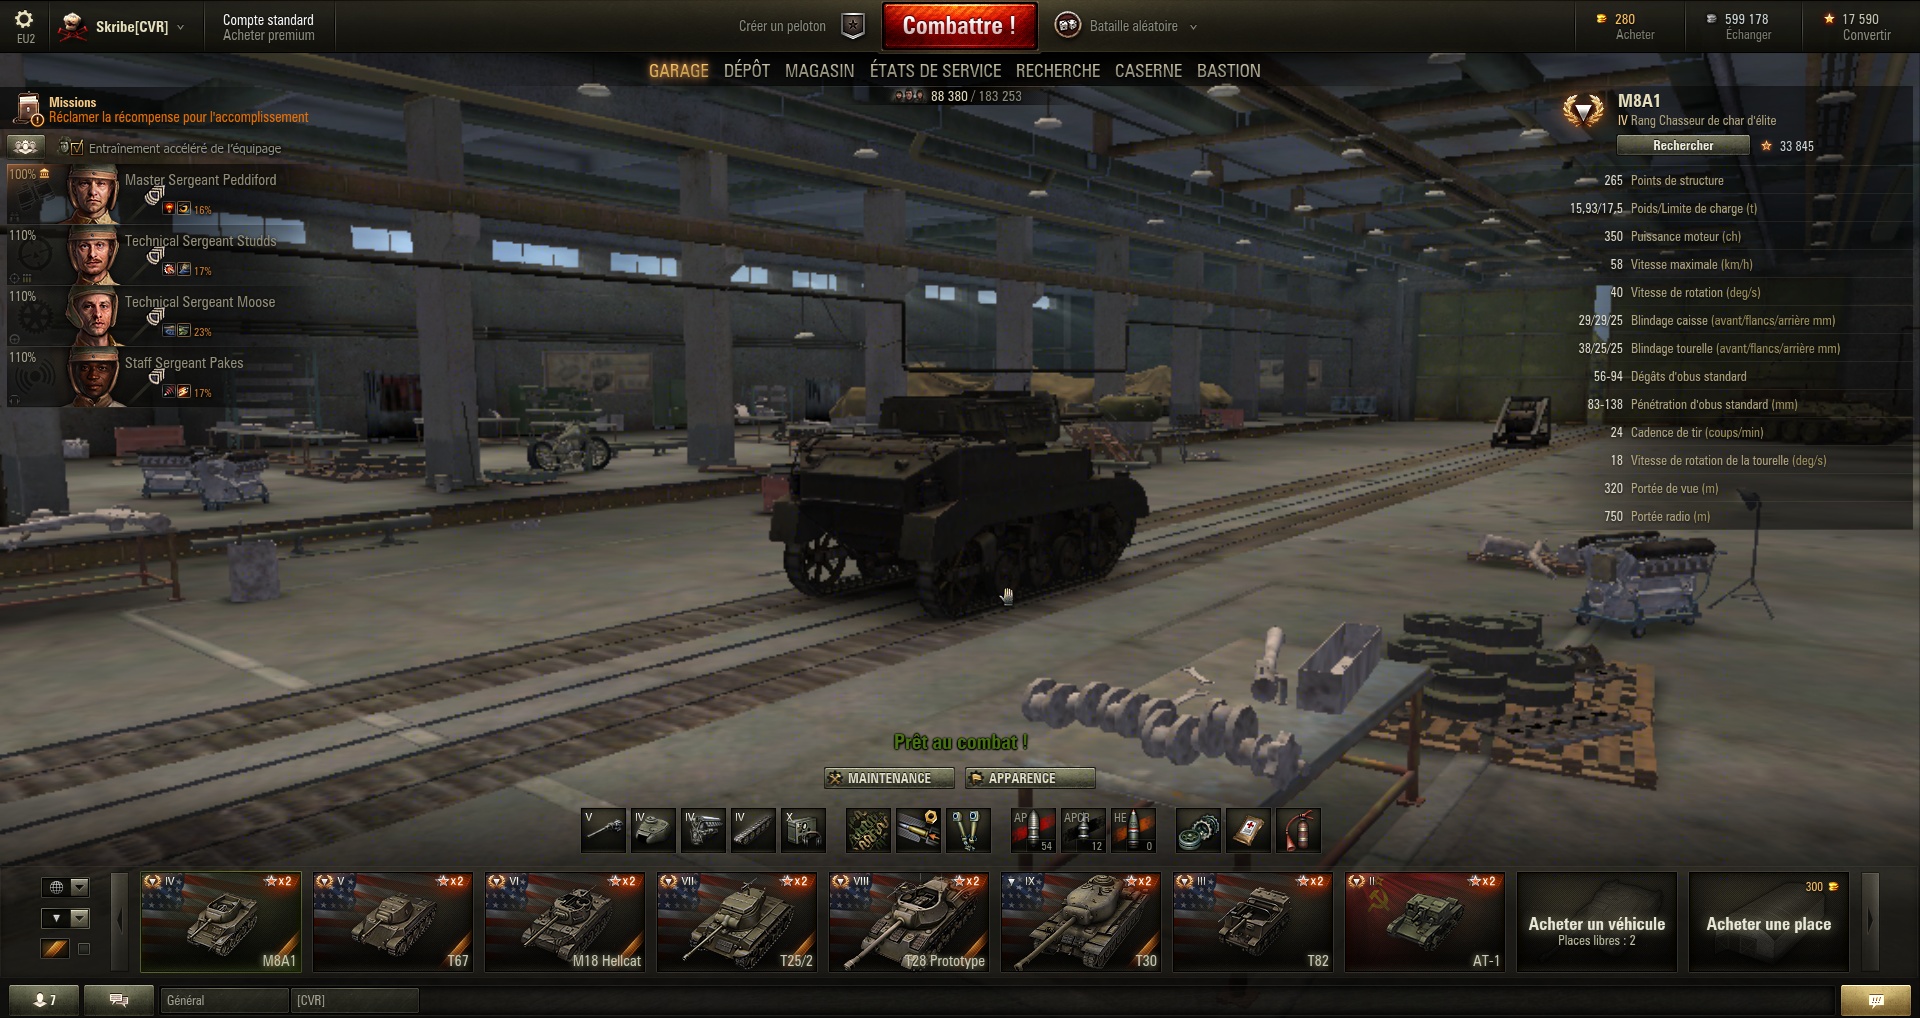 EU2
Skribe[CVR]
Compte standard
Acheter premium
Créer un peloton
Combattre !
Bataille aléatoire
280
Acheter
599 178
Echanger
17 590
Convertir
GARAGE DÉPÔT MAGASIN ÉTATS DE SERVICE RECHERCHE CASERNE BASTION
88 380 / 183 253
Missions
Réclamer la récompense pour l'accomplissement
Entraînement accéléré de l'équipage
100%
Master Sergeant Peddiford
16%
110%
Technical Sergeant Studds
17%
110%
Technical Sergeant Moose
23%
110%
Staff Sergeant Pakes
17%
M8A1
IV Rang Chasseur de char d'élite
Rechercher 33 845
265 Points de structure
15,93/17,5 Poids/Limite de charge (t)
350 Puissance moteur (ch)
58 Vitesse maximale (km/h)
40 Vitesse de rotation (deg/s)
29/29/25 Blindage caisse (avant/flancs/arrière mm)
38/25/25 Blindage tourelle (avant/flancs/arrière mm)
56-94 Dégâts d'obus standard
83-138 Pénétration d'obus standard (mm)
24 Cadence de tir (coups/min)
18 Vitesse de rotation de la tourelle (deg/s)
320 Portée de vue (m)
750 Portée radio (m)
Prêt au combat !
MAINTENANCE APPARENCE
V IV IV IV X AP 54 APCR 12 HE 0
IV x2 M8A1
V x2 T67
VI x2 M18 Hellcat
VII x2 T25/2
VIII x2 T28 Prototype
IX x2 T30
III x2 T82
II x2 AT-1
Acheter un véhicule
Places libres : 2
300
Acheter une place
7
Général
[CVR]